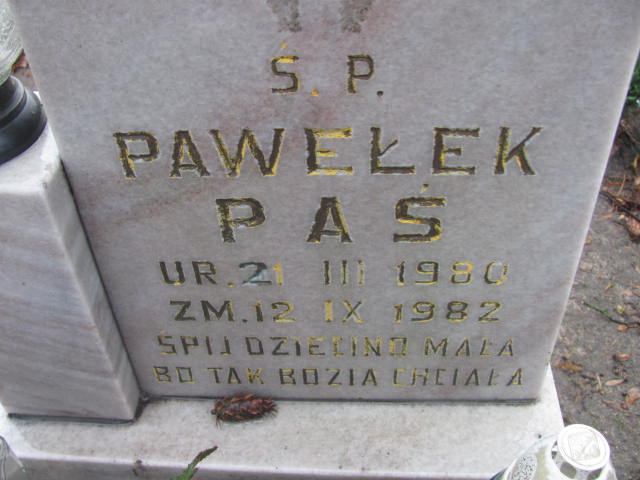 Ś. P.
PAWEŁEK
PAŚ
UR. 21 III 1980
ZM. 12 IX 1982
ŚPIJ DZIECINO MAŁA
BO TAK BOZIA CHCIAŁA